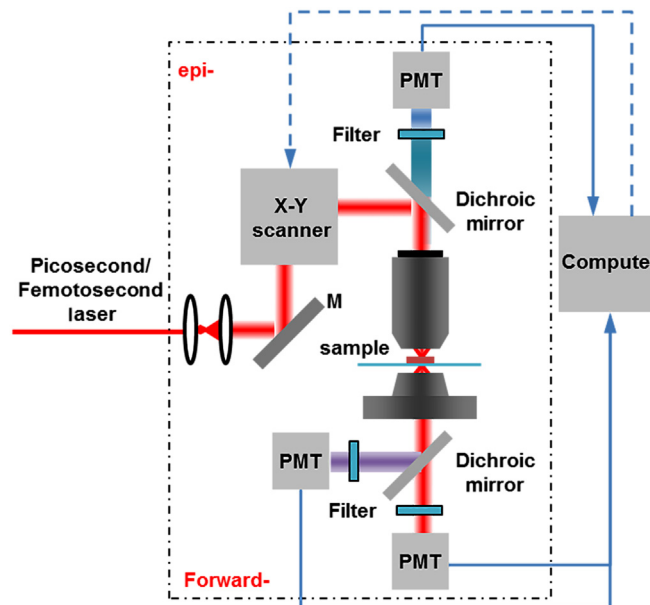 epi-
PMT
Filter
X-Y
scanner
Dichroic
mirror
Compute
Picosecond/
Femotosecond
laser
M
sample
PMT
Dichroic
mirror
Filter
PMT
Forward-